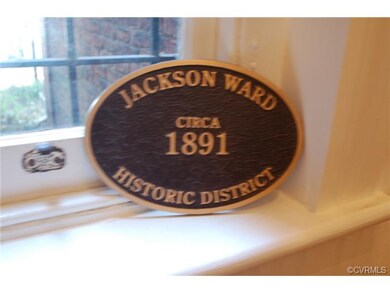 JACKSON WARD
CIRCA
1891
HISTORIC DISTRICT
©CVRMLS